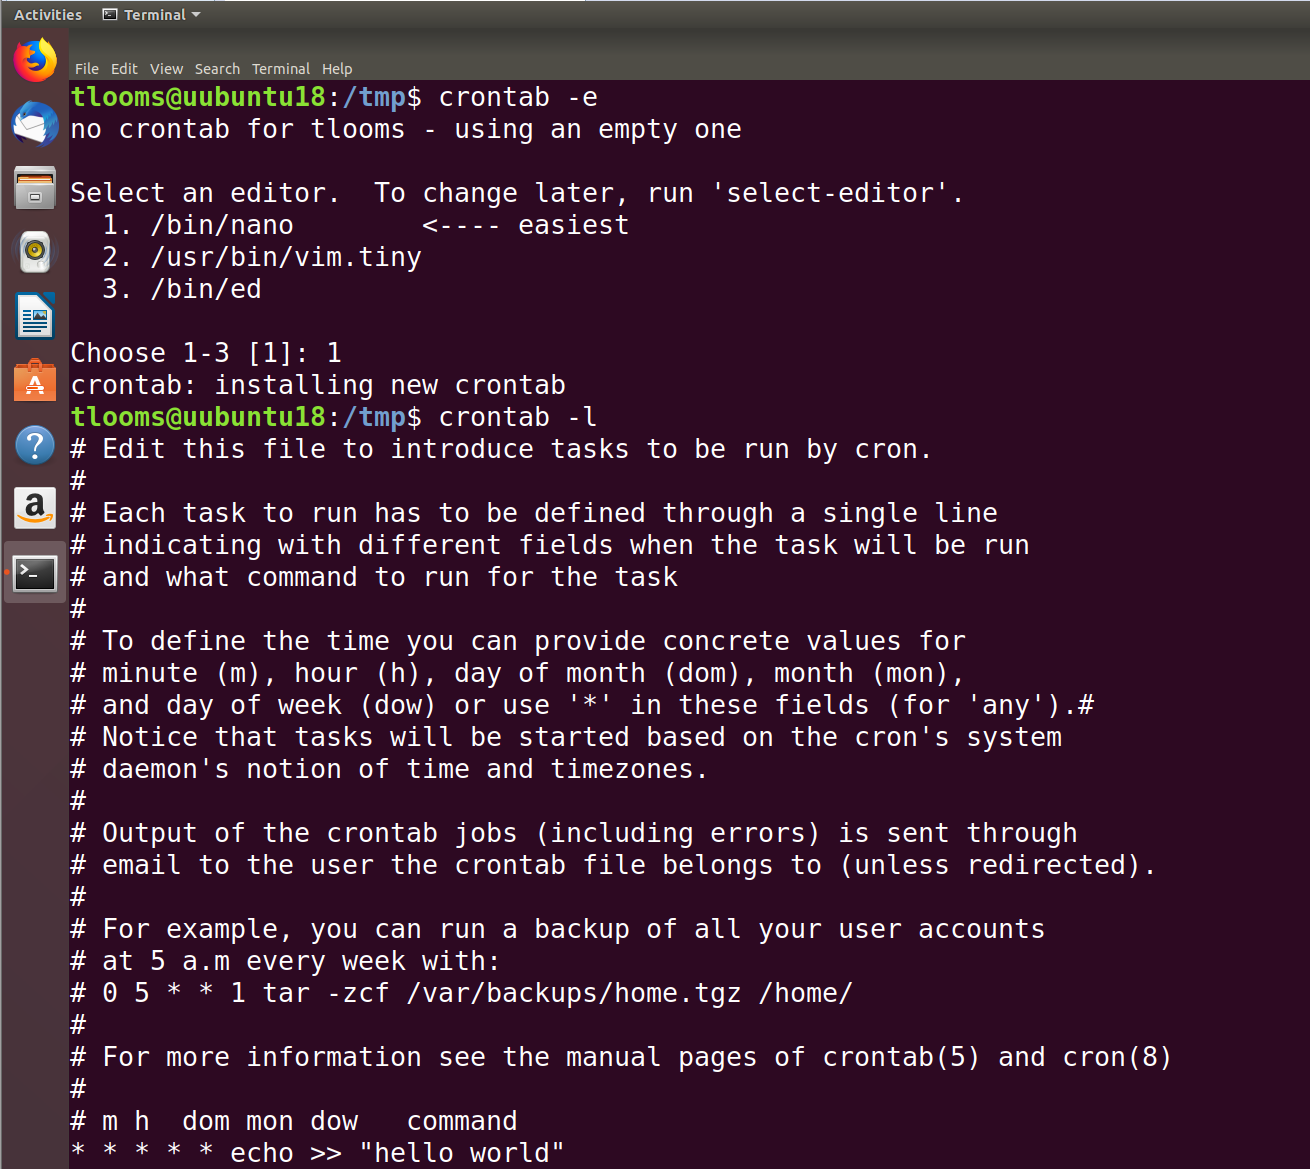 Activities Terminal
File Edit View Search Terminal Help
tlooms@uubuntu18:/tmp$ crontab -e
no crontab for tlooms - using an empty one
Select an editor.  To change later, run 'select-editor'.
  1. /bin/nano        <---- easiest
  2. /usr/bin/vim.tiny
  3. /bin/ed
Choose 1-3 [1]: 1
crontab: installing new crontab
tlooms@uubuntu18:/tmp$ crontab -l
# Edit this file to introduce tasks to be run by cron.
#
# Each task to run has to be defined through a single line
# indicating with different fields when the task will be run
# and what command to run for the task
#
# To define the time you can provide concrete values for
# minute (m), hour (h), day of month (dom), month (mon),
# and day of week (dow) or use '*' in these fields (for 'any').#
# Notice that tasks will be started based on the cron's system
# daemon's notion of time and timezones.
#
# Output of the crontab jobs (including errors) is sent through
# email to the user the crontab file belongs to (unless redirected).
#
# For example, you can run a backup of all your user accounts
# at 5 a.m every week with:
# 0 5 * * 1 tar -zcf /var/backups/home.tgz /home/
#
# For more information see the manual pages of crontab(5) and cron(8)
#
# m h  dom mon dow   command
* * * * * echo >> "hello world"